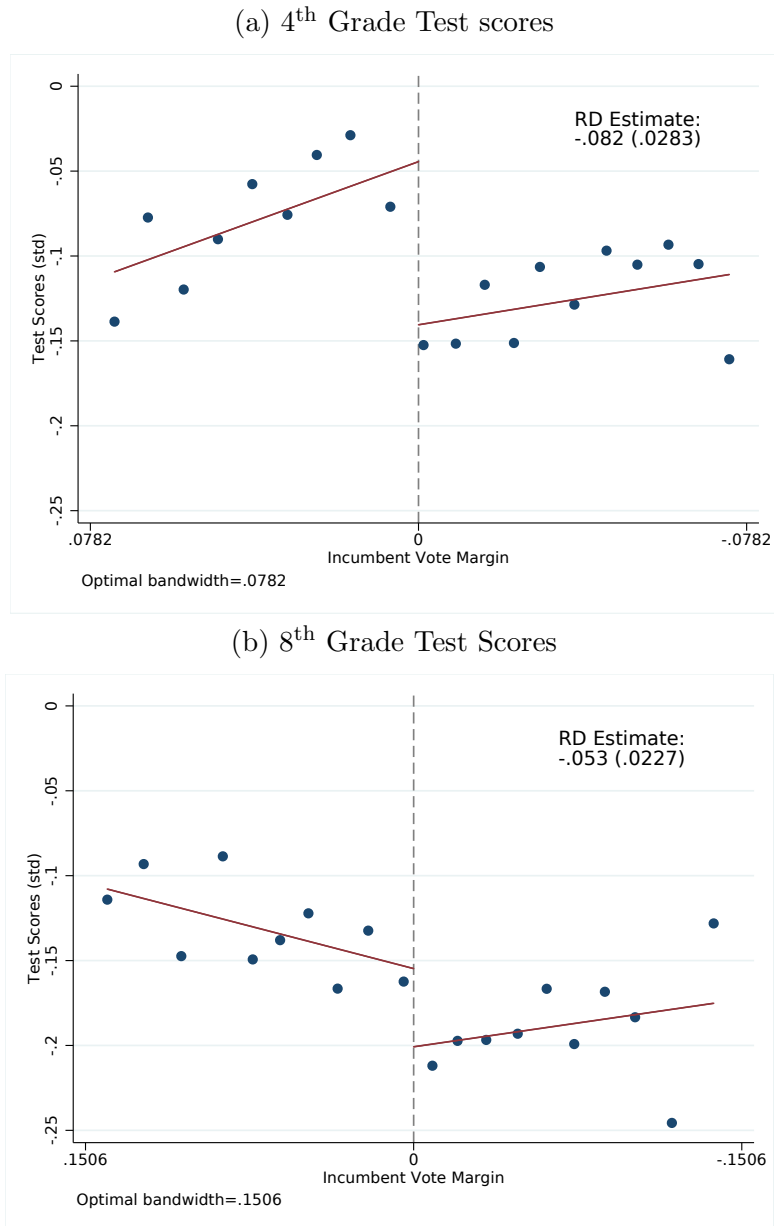 (a) 4th Grade Test scores
RD Estimate:
-.082 (.0283)
Test Scores (std)
0
-.05
-.1
-.15
-.2
-.25
.0782
0
-.0782
Incumbent Vote Margin
Optimal bandwidth=.0782
(b) 8th Grade Test Scores
RD Estimate:
-.053 (.0227)
Test Scores (std)
0
-.05
-.1
-.15
-.2
-.25
.1506
0
-.1506
Incumbent Vote Margin
Optimal bandwidth=.1506